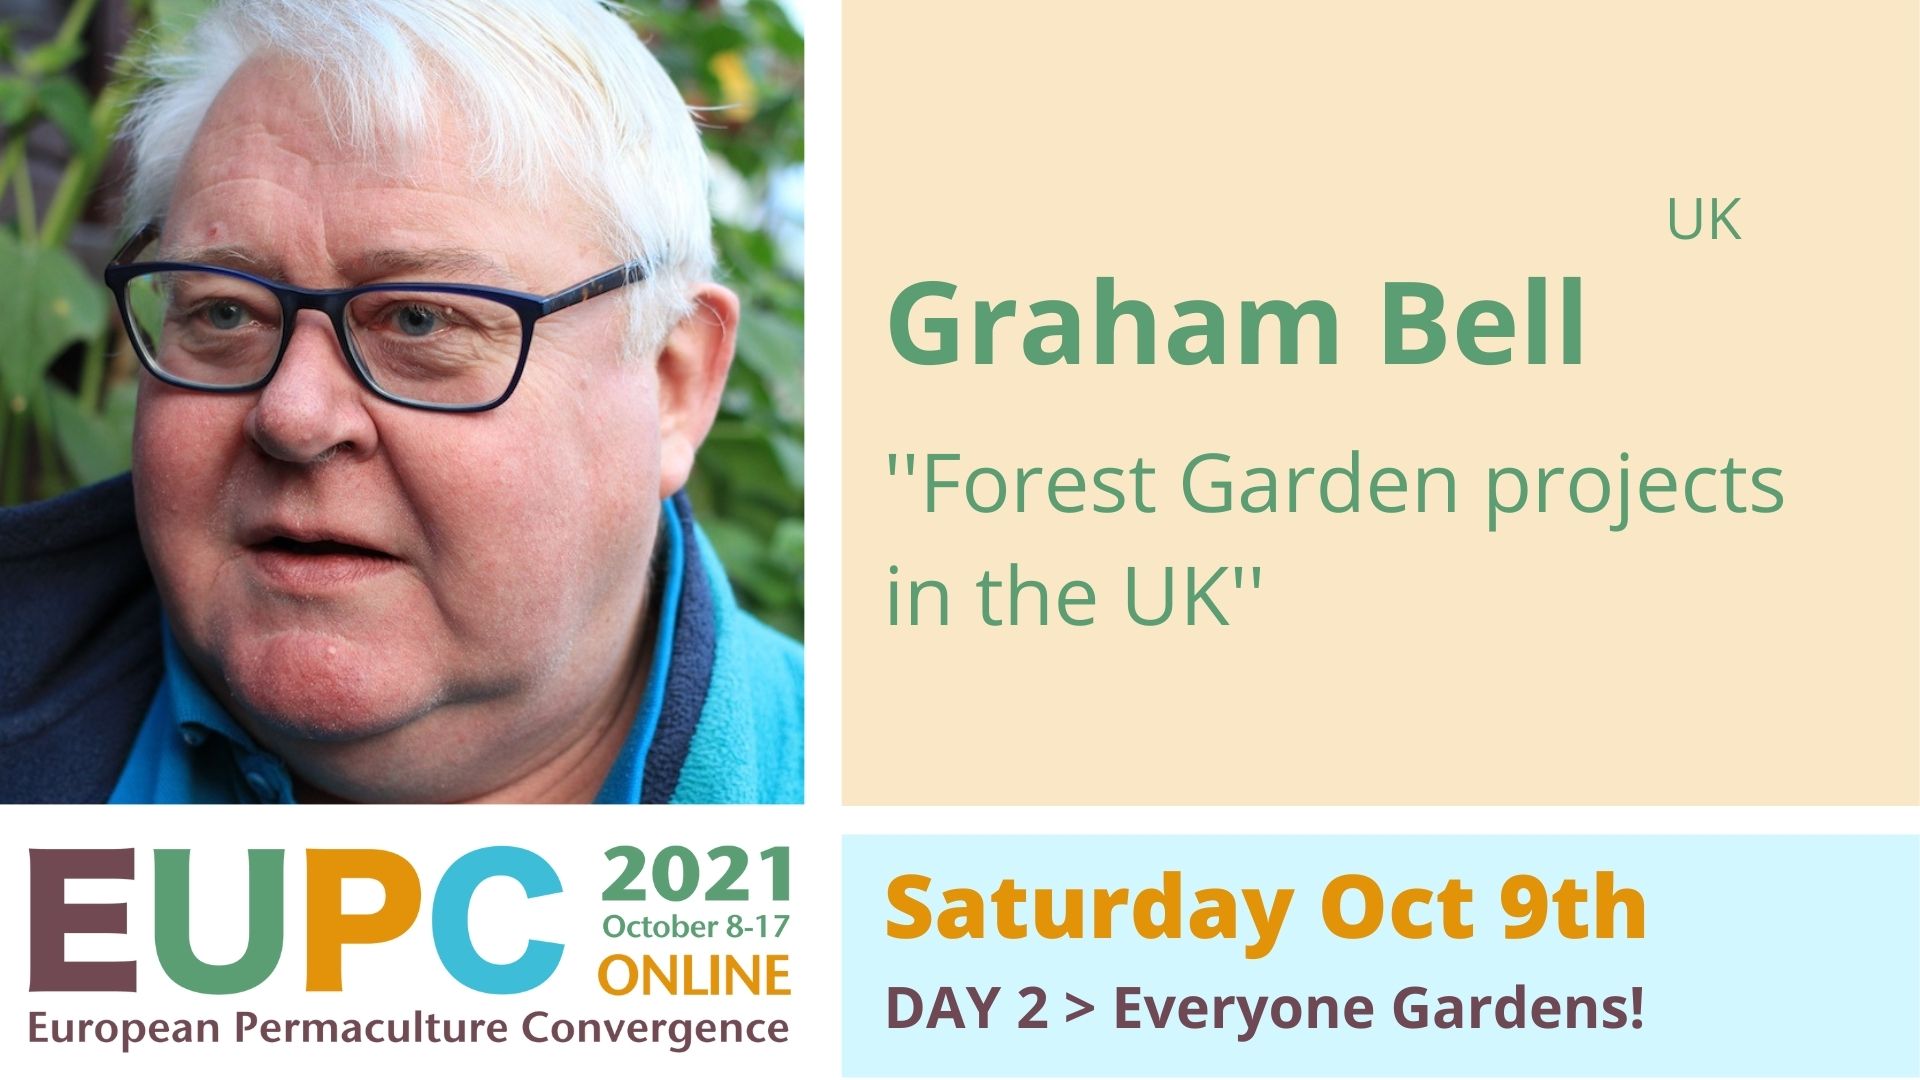 UK
Graham Bell
''Forest Garden projects
in the UK''
EUPC
2021
October 8-17
ONLINE
European Permaculture Convergence
Saturday Oct 9th
DAY 2 > Everyone Gardens!